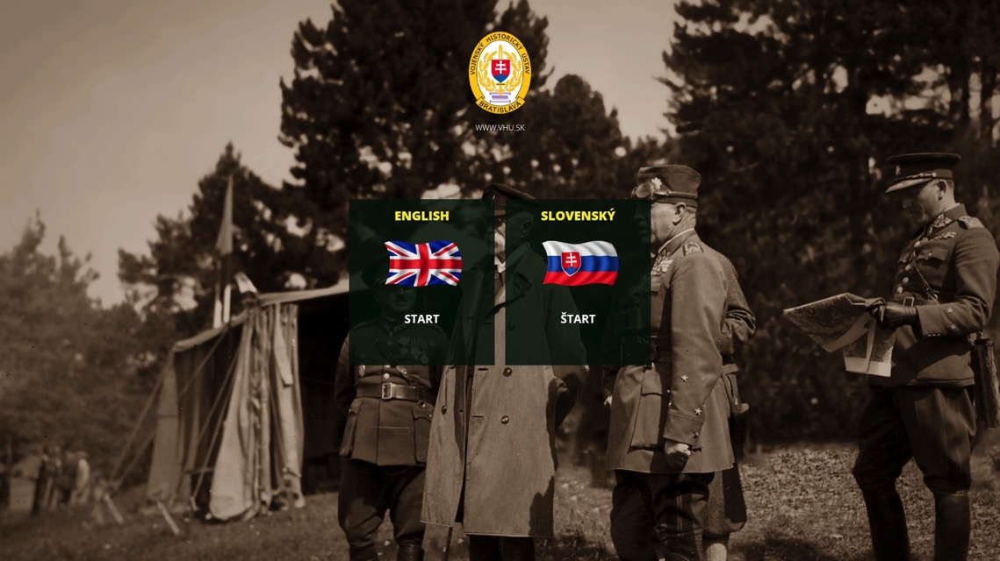 VOJENSKÝ HISTORICKÝ ÚSTAV
BRATISLAVA
WWW.VHU.SK
ENGLISH
SLOVENSKÝ
START
ŠTART